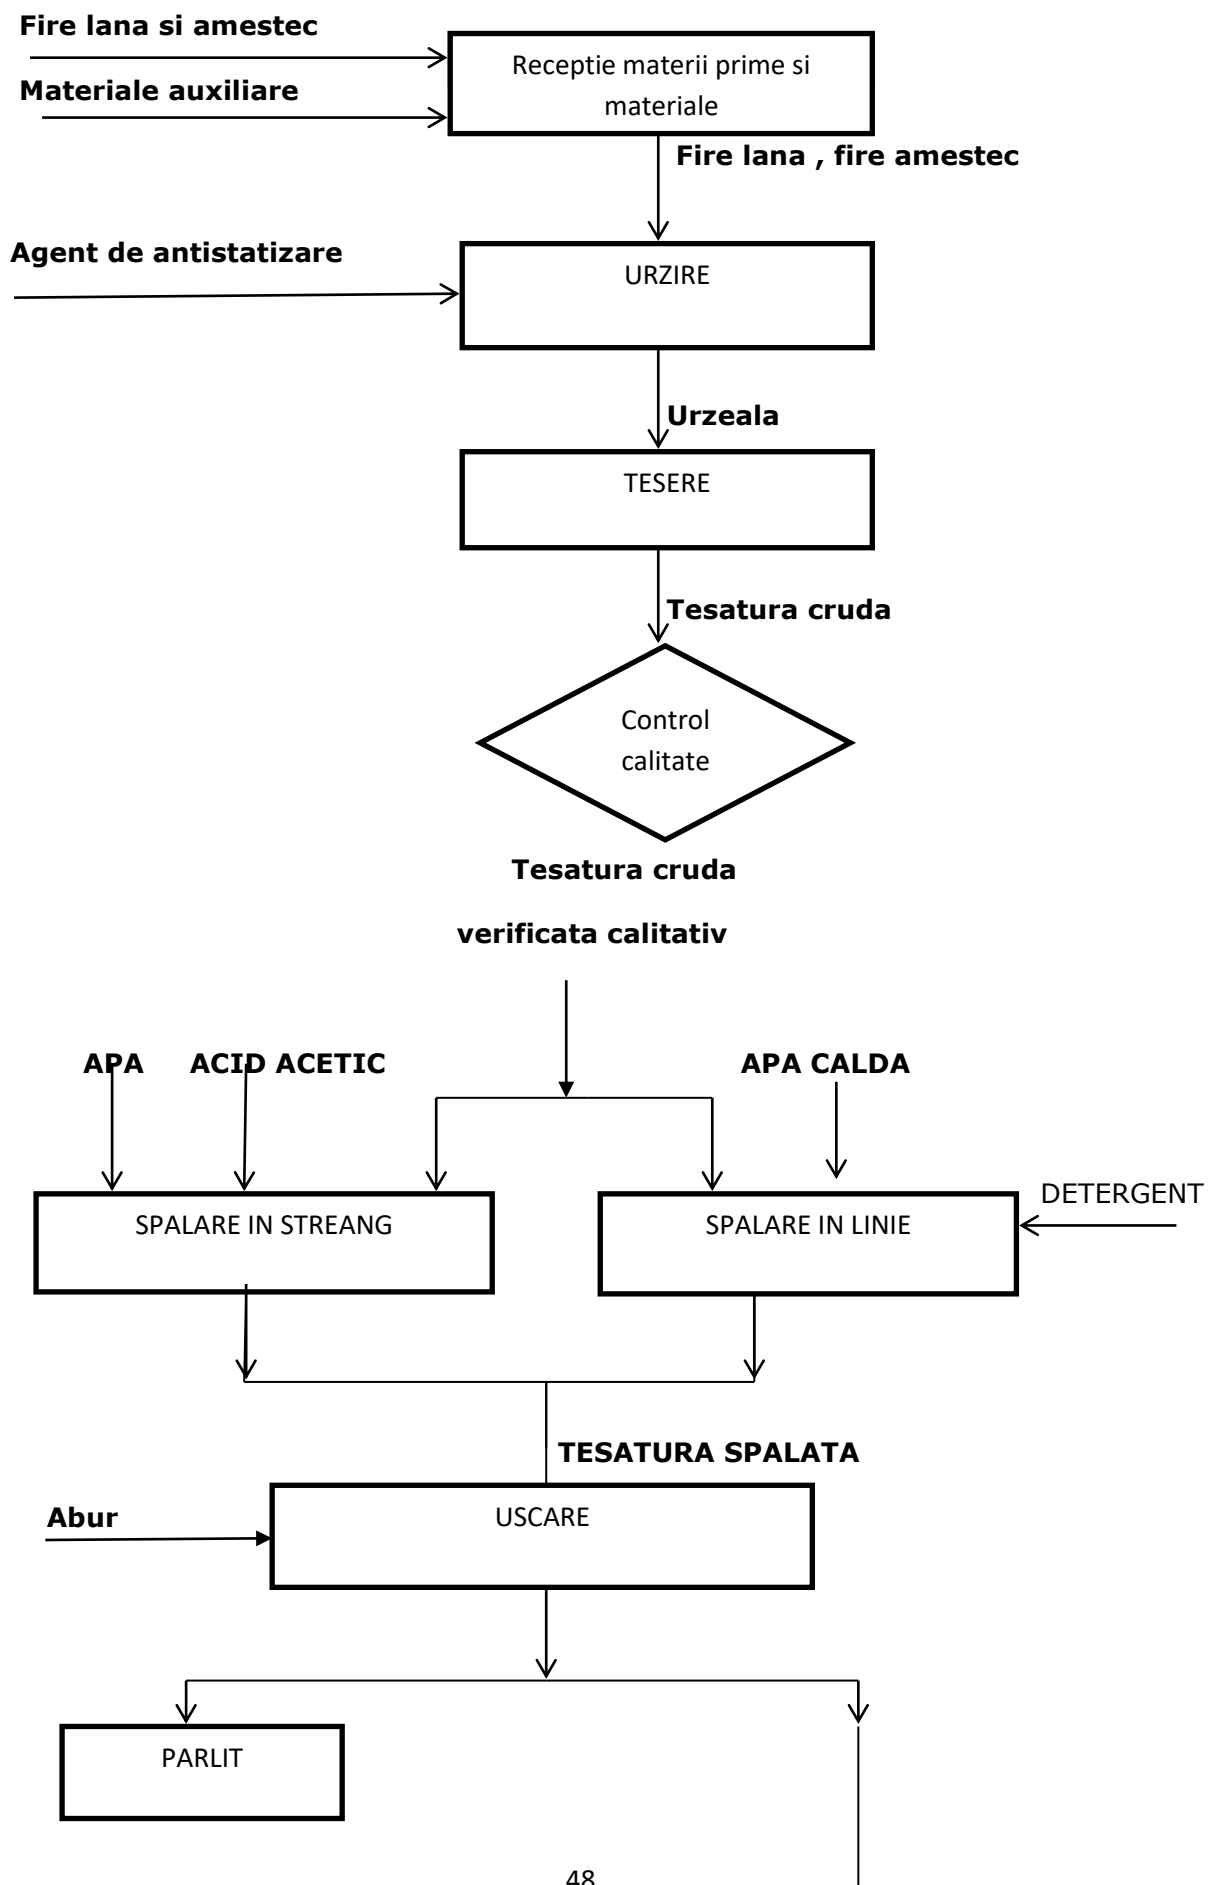 Fire lana si amestec
Receptie materii prime si
materiale
Materiale auxiliare
Fire lana , fire amestec
Agent de antistatizare
URZIRE
Urzeala
TESERE
Tesatura cruda
Control
calitate
Tesatura cruda
verificata calitativ
APA
ACID ACETIC
APA CALDA
SPALARE IN STREANG
SPALARE IN LINIE
DETERGENT
TESATURA SPALATA
Abur
USCARE
PARLIT
48